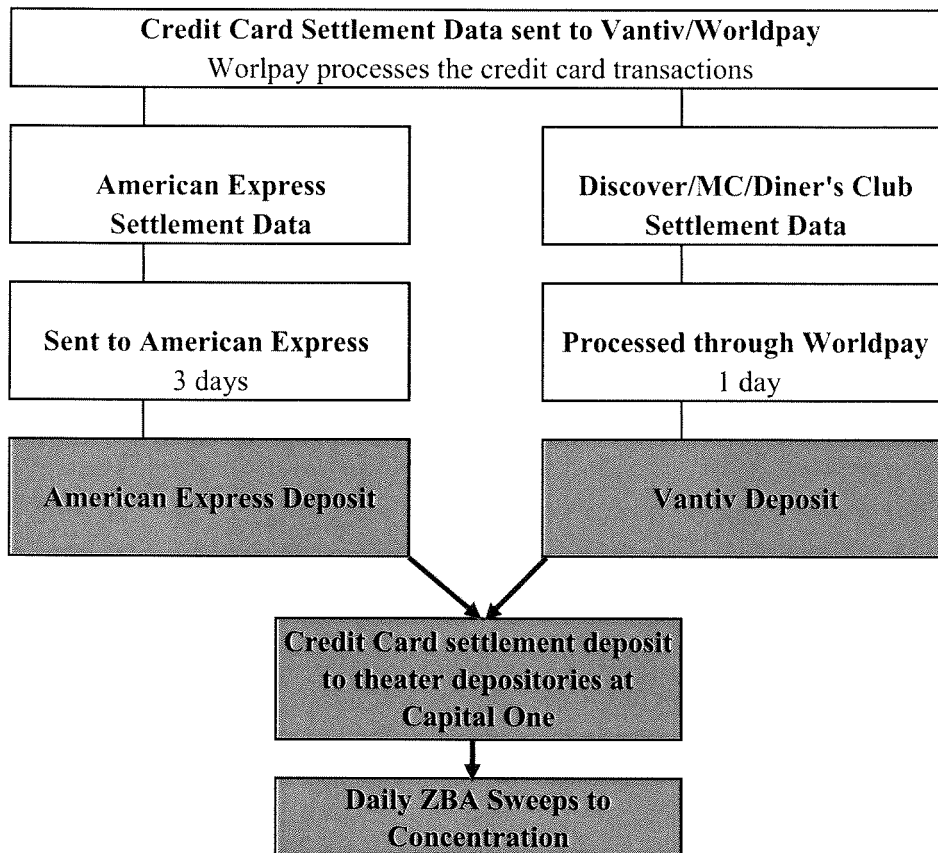 Credit Card Settlement Data sent to Vantiv/Worldpay
Worlpay processes the credit card transactions
American Express
Settlement Data
Discover/MC/Diner's Club
Settlement Data
Sent to American Express
3 days
Processed through Worldpay
1 day
American Express Deposit
Vantiv Deposit
Credit Card settlement deposit
to theater depositories at
Capital One
Daily ZBA Sweeps to
Concentration